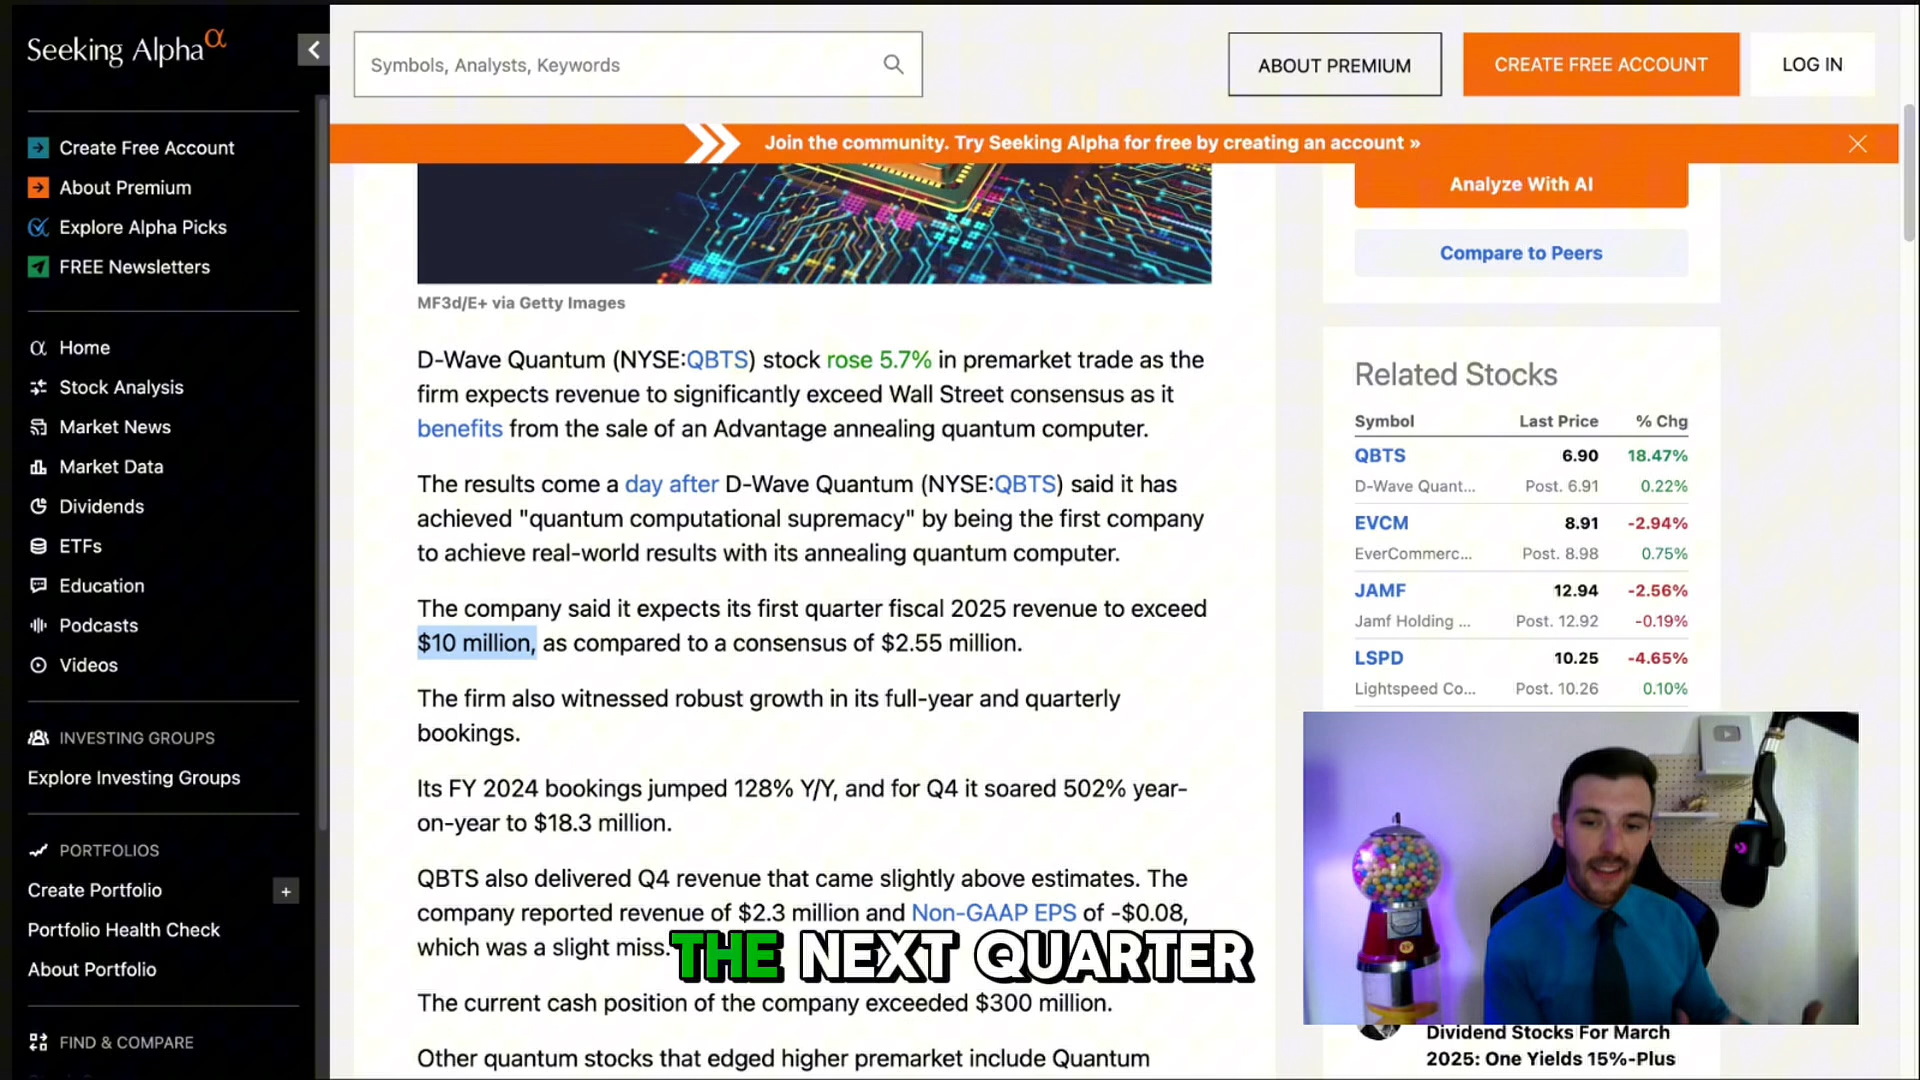 Seeking Alpha α
Create Free Account
About Premium
Explore Alpha Picks
FREE Newsletters
Home
Stock Analysis
Market News
Market Data
Dividends
ETFs
Education
Podcasts
Videos
INVESTING GROUPS
Explore Investing Groups
PORTFOLIOS
Create Portfolio +
Portfolio Health Check
About Portfolio
FIND & COMPARE
Symbols, Analysts, Keywords
ABOUT PREMIUM
CREATE FREE ACCOUNT
LOG IN
Join the community. Try Seeking Alpha for free by creating an account »
MF3d/E+ via Getty Images
D-Wave Quantum (NYSE:QBTS) stock rose 5.7% in premarket trade as the
firm expects revenue to significantly exceed Wall Street consensus as it
benefits from the sale of an Advantage annealing quantum computer.
The results come a day after D-Wave Quantum (NYSE:QBTS) said it has
achieved "quantum computational supremacy" by being the first company
to achieve real-world results with its annealing quantum computer.
The company said it expects its first quarter fiscal 2025 revenue to exceed
$10 million, as compared to a consensus of $2.55 million.
The firm also witnessed robust growth in its full-year and quarterly
bookings.
Its FY 2024 bookings jumped 128% Y/Y, and for Q4 it soared 502% year-
on-year to $18.3 million.
QBTS also delivered Q4 revenue that came slightly above estimates. The
company reported revenue of $2.3 million and Non-GAAP EPS of -$0.08,
which was a slight miss.
THE NEXT QUARTER
The current cash position of the company exceeded $300 million.
Other quantum stocks that edged higher premarket include Quantum
Analyze With AI
Compare to Peers
Related Stocks
Symbol Last Price % Chg
QBTS 6.90 18.47%
D-Wave Quant... Post. 6.91 0.22%
EVCM 8.91 -2.94%
EverCommerc... Post. 8.98 0.75%
JAMF 12.94 -2.56%
Jamf Holding ... Post. 12.92 -0.19%
LSPD 10.25 -4.65%
Lightspeed Co... Post. 10.26 0.10%
Dividend Stocks For March
2025: One Yields 15%-Plus